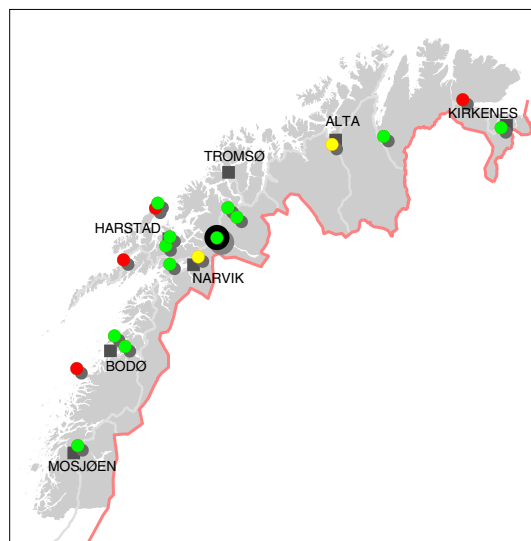 KIRKENES
ALTA
TROMSØ
HARSTAD
NARVIK
BODØ
MOSJØEN